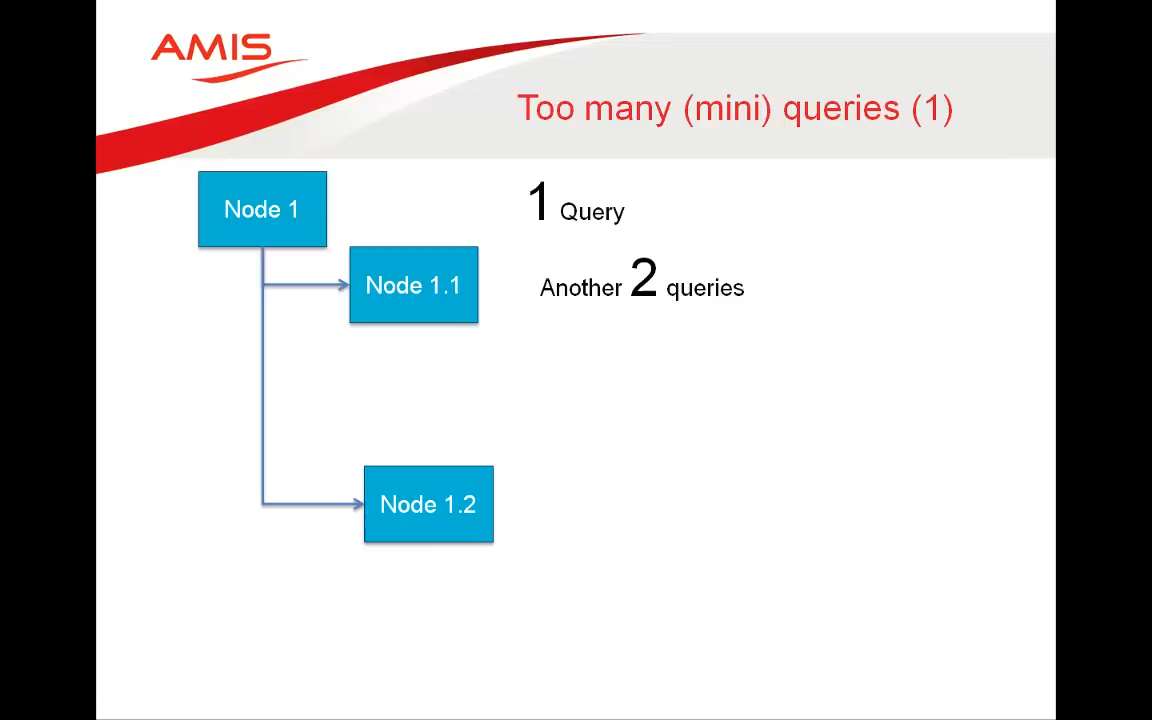 AMIS
Too many (mini) queries (1)
Node 1
1 Query
Node 1.1
Another 2 queries
Node 1.2